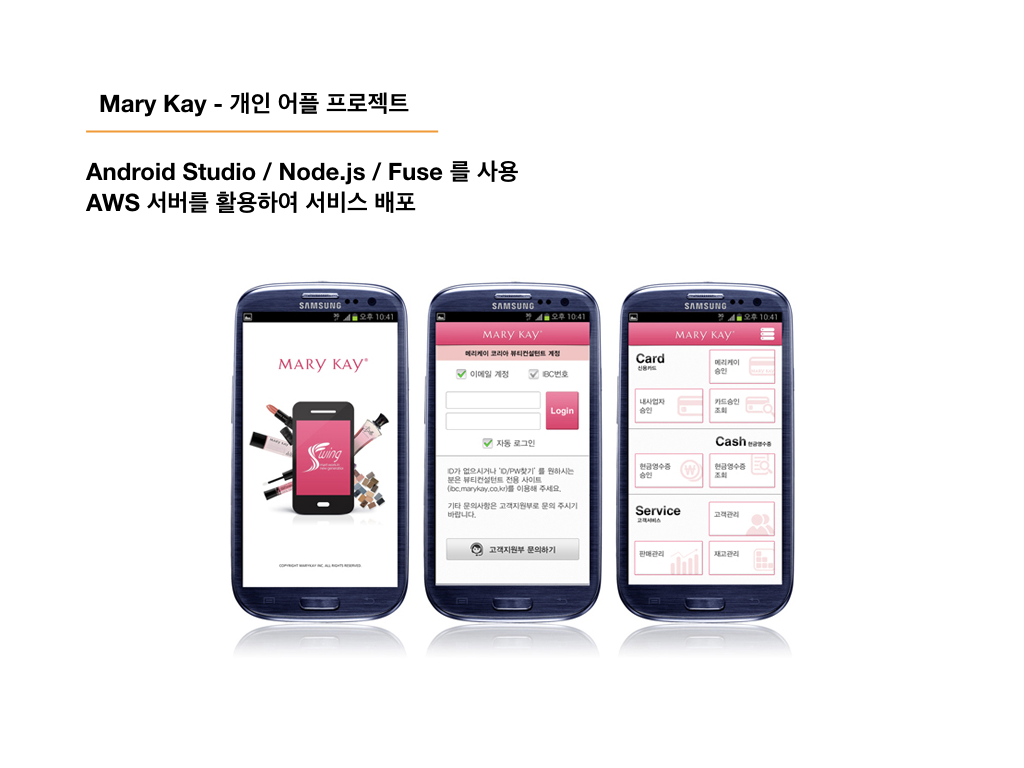 Mary Kay - 개인 어플 프로젝트
Android Studio / Node.js / Fuse 를 사용
AWS 서버를 활용하여 서비스 배포
SAMSUNG
오후 10:41
MARY KAY®
Swing
COPYRIGHT MARYKAY INC. ALL RIGHTS RESERVED.
SAMSUNG
오후 10:41
MARY KAY
메리케이 코리아 뷰티컨설턴트 계정
이메일 계정
IBC번호
Login
자동 로그인
ID가 없으시거나 'ID/PW찾기' 를 원하시는
분은 뷰티컨설턴트 전용 사이트
(ibc.marykay.co.kr)를 이용해 주세요.
기타 문의사항은 고객지원부로 문의 주시기
바랍니다.
고객지원부 문의하기
SAMSUNG
오후 10:41
MARY KAY
Card
신용카드
메리케이
승인
내사업자
승인
카드승인
조회
Cash 현금영수증
현금영수증
승인
현금영수증
조회
Service
고객서비스
고객관리
판매관리
재고관리